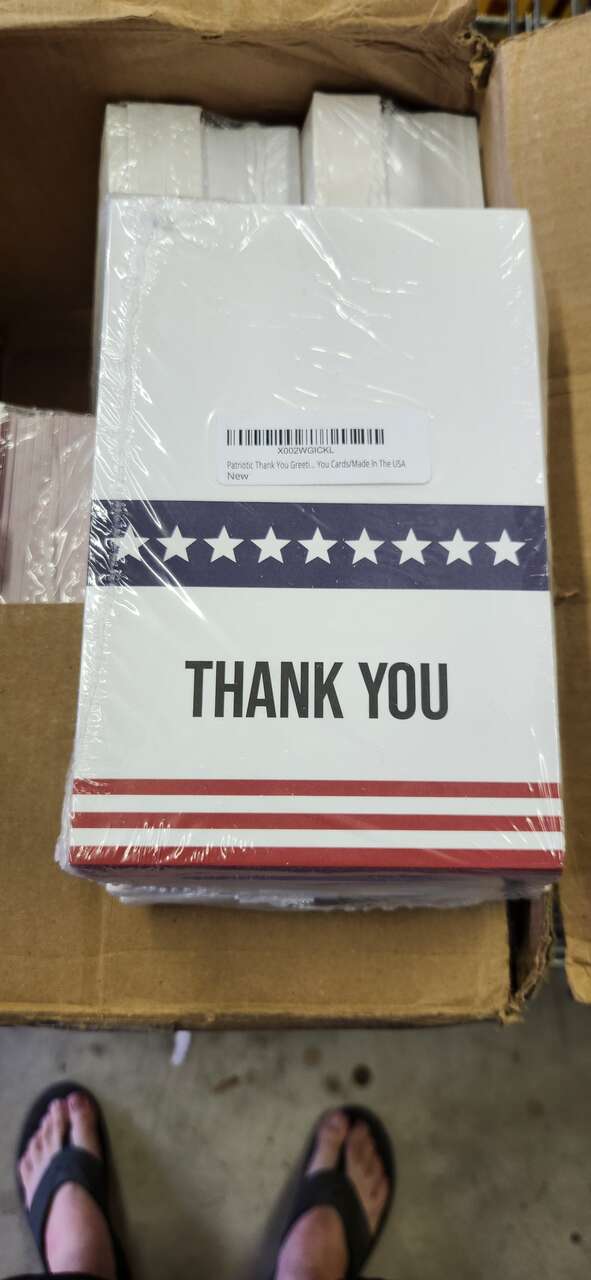 X002WGICKL
Patriotic Thank You Greeti... You Cards/Made In The USA
New
THANK YOU